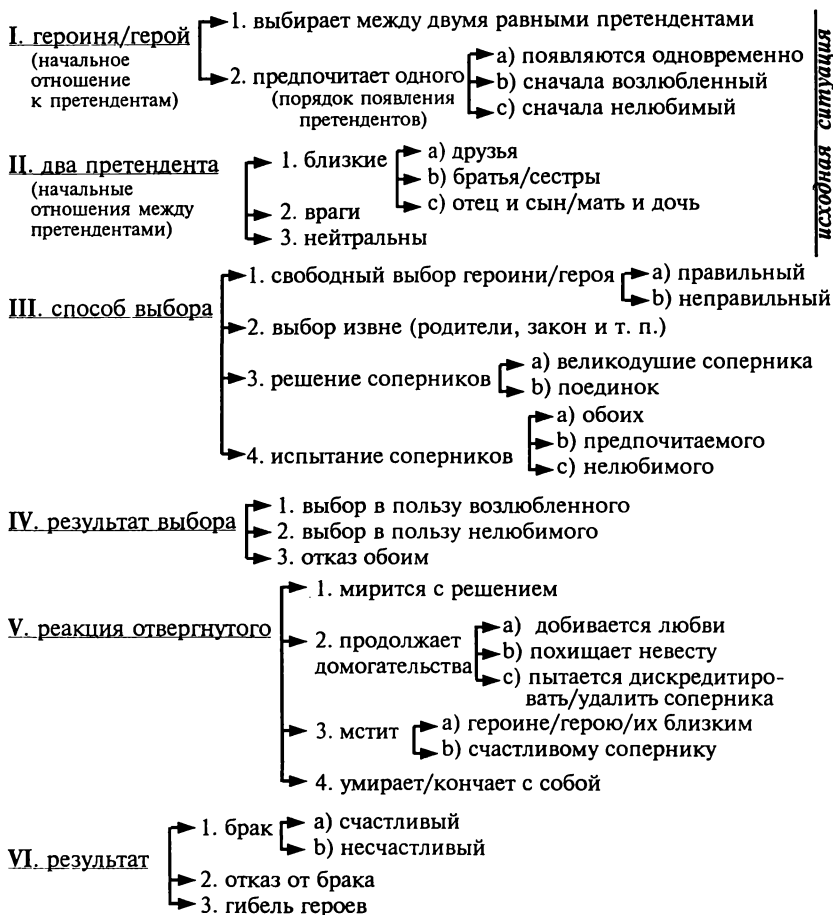 I. героиня/герой
(начальное
отношение
к претендентам)
1. выбирает между двумя равными претендентами
2. предпочитает одного
(порядок появления
претендентов)
a) появляются одновременно
b) сначала возлюбленный
c) сначала нелюбимый
исходная ситуация
II. два претендента
(начальные
отношения между
претендентами)
1. близкие
a) друзья
b) братья/сестры
c) отец и сын/мать и дочь
2. враги
3. нейтральны
III. способ выбора
1. свободный выбор героини/героя
a) правильный
b) неправильный
2. выбор извне (родители, закон и т. п.)
3. решение соперников
a) великодушие соперника
b) поединок
4. испытание соперников
a) обоих
b) предпочитаемого
c) нелюбимого
IV. результат выбора
1. выбор в пользу возлюбленного
2. выбор в пользу нелюбимого
3. отказ обоим
V. реакция отвергнутого
1. мирится с решением
2. продолжает
домогательства
a) добивается любви
b) похищает невесту
c) пытается дискредитиро-
вать/удалить соперника
3. мстит
a) героине/герою/их близким
b) счастливому сопернику
4. умирает/кончает с собой
VI. результат
1. брак
a) счастливый
b) несчастливый
2. отказ от брака
3. гибель героев